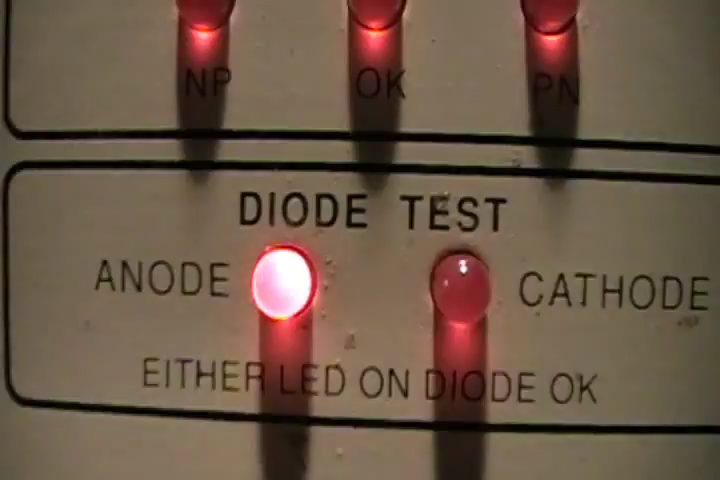 NP OK PN
DIODE TEST
ANODE CATHODE
EITHER LED ON DIODE OK